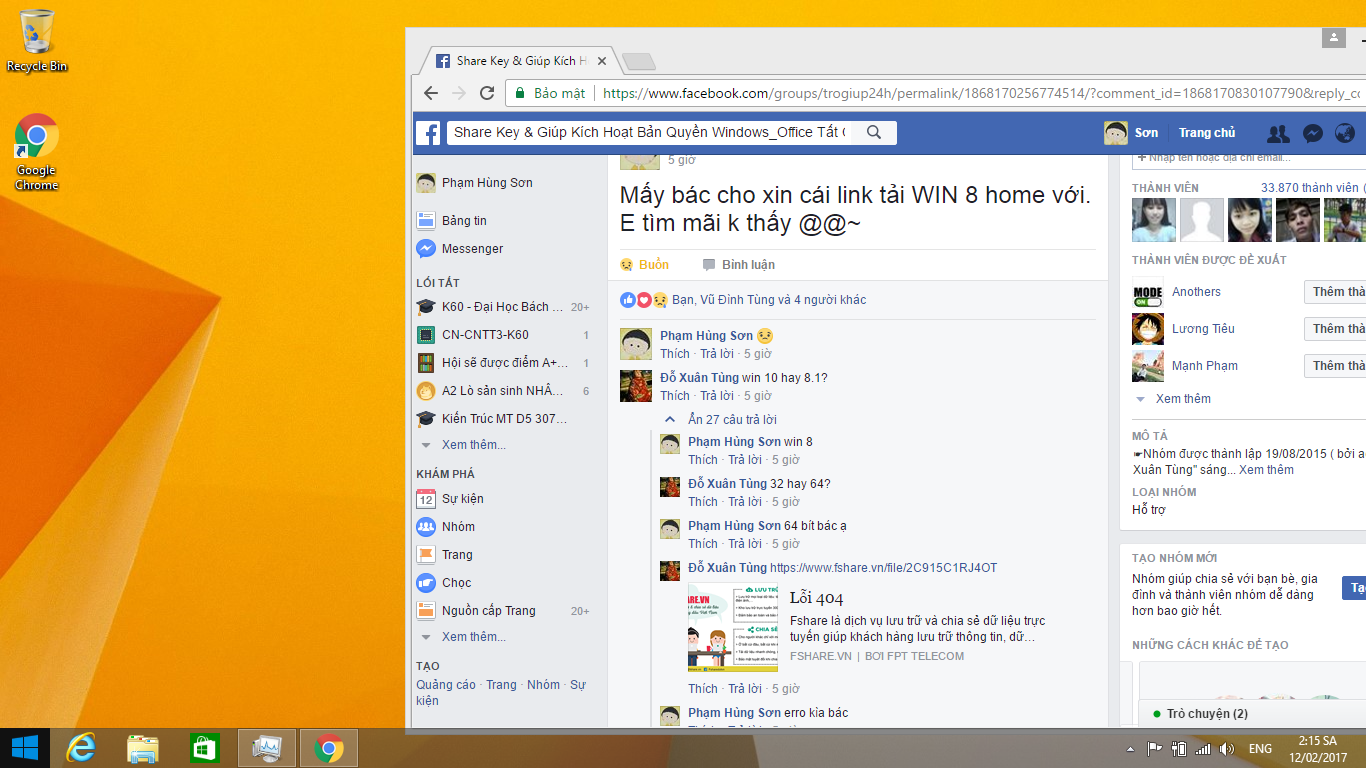 Recycle Bin
Google
Chrome
Share Key & Giúp Kích H
Bảo mật
https://www.facebook.com/groups/trogiup24h/permalink/1868170256774514/?comment_id=1868170830107790&reply_co
Share Key & Giúp Kích Hoạt Bản Quyền Windows_Office Tất
Sơn
Trang chủ
Phạm Hùng Sơn
Bảng tin
Messenger
LỐI TẮT
K60 - Đại Học Bách ... 20+
CN-CNTT3-K60 1
Hội sẽ được điểm A+... 1
A2 Lò sản sinh NHÂ... 6
Kiến Trúc MT D5 307...
Xem thêm...
KHÁM PHÁ
12 Sự kiện
Nhóm
Trang
Chọc
Nguồn cấp Trang 20+
Xem thêm...
TẠO
Quảng cáo · Trang · Nhóm · Sự
kiện
5 giờ
Mấy bác cho xin cái link tải WIN 8 home với.
E tìm mãi k thấy @@~
Buồn
Bình luận
Bạn, Vũ Đình Tùng và 4 người khác
Phạm Hùng Sơn
Thích · Trả lời · 5 giờ
Đỗ Xuân Tùng win 10 hay 8.1?
Thích · Trả lời · 5 giờ
Ẩn 27 câu trả lời
Phạm Hùng Sơn win 8
Thích · Trả lời · 5 giờ
Đỗ Xuân Tùng 32 hay 64?
Thích · Trả lời · 5 giờ
Phạm Hùng Sơn 64 bít bác ạ
Thích · Trả lời · 5 giờ
Đỗ Xuân Tùng https://www.fshare.vn/file/2C915C1RJ4OT
LƯU TRỮ
CHIA SẺ
Lỗi 404
Fshare là dịch vụ lưu trữ và chia sẻ dữ liệu trực
tuyến giúp khách hàng lưu trữ thông tin, dữ...
FSHARE.VN | BỞI FPT TELECOM
Thích · Trả lời · 5 giờ
Phạm Hùng Sơn erro kìa bác
+ Nhập tên hoặc địa chỉ email...
THÀNH VIÊN
33.870 thành viên (
THÀNH VIÊN ĐƯỢC ĐỀ XUẤT
MODE
ON
Anothers
Thêm thà
Lương Tiêu
Thêm thà
Mạnh Phạm
Thêm thà
Xem thêm
MÔ TẢ
☛Nhóm được thành lập 19/08/2015 ( bởi a
Xuân Tùng" sáng... Xem thêm
LOẠI NHÓM
Hỗ trợ
TẠO NHÓM MỚI
Nhóm giúp chia sẻ với bạn bè, gia
đình và thành viên nhóm dễ dàng
hơn bao giờ hết.
Tạ
NHỮNG CÁCH KHÁC ĐỂ TẠO
Trò chuyện (2)
ENG
2:15 SA
12/02/2017